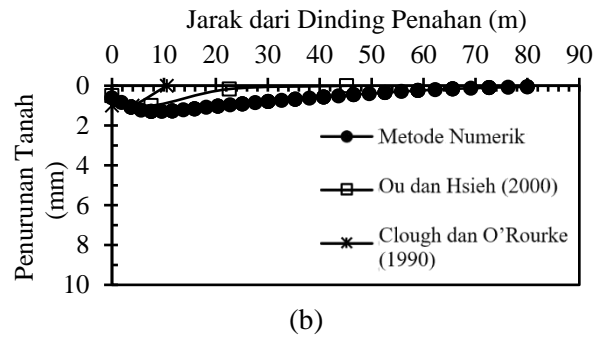 Jarak dari Dinding Penahan (m)
0 10 20 30 40 50 60 70 80 90
Penurunan Tanah
(mm)
0
2
4
6
8
10
Metode Numerik
Ou dan Hsieh (2000)
Clough dan O'Rourke
(1990)
(b)